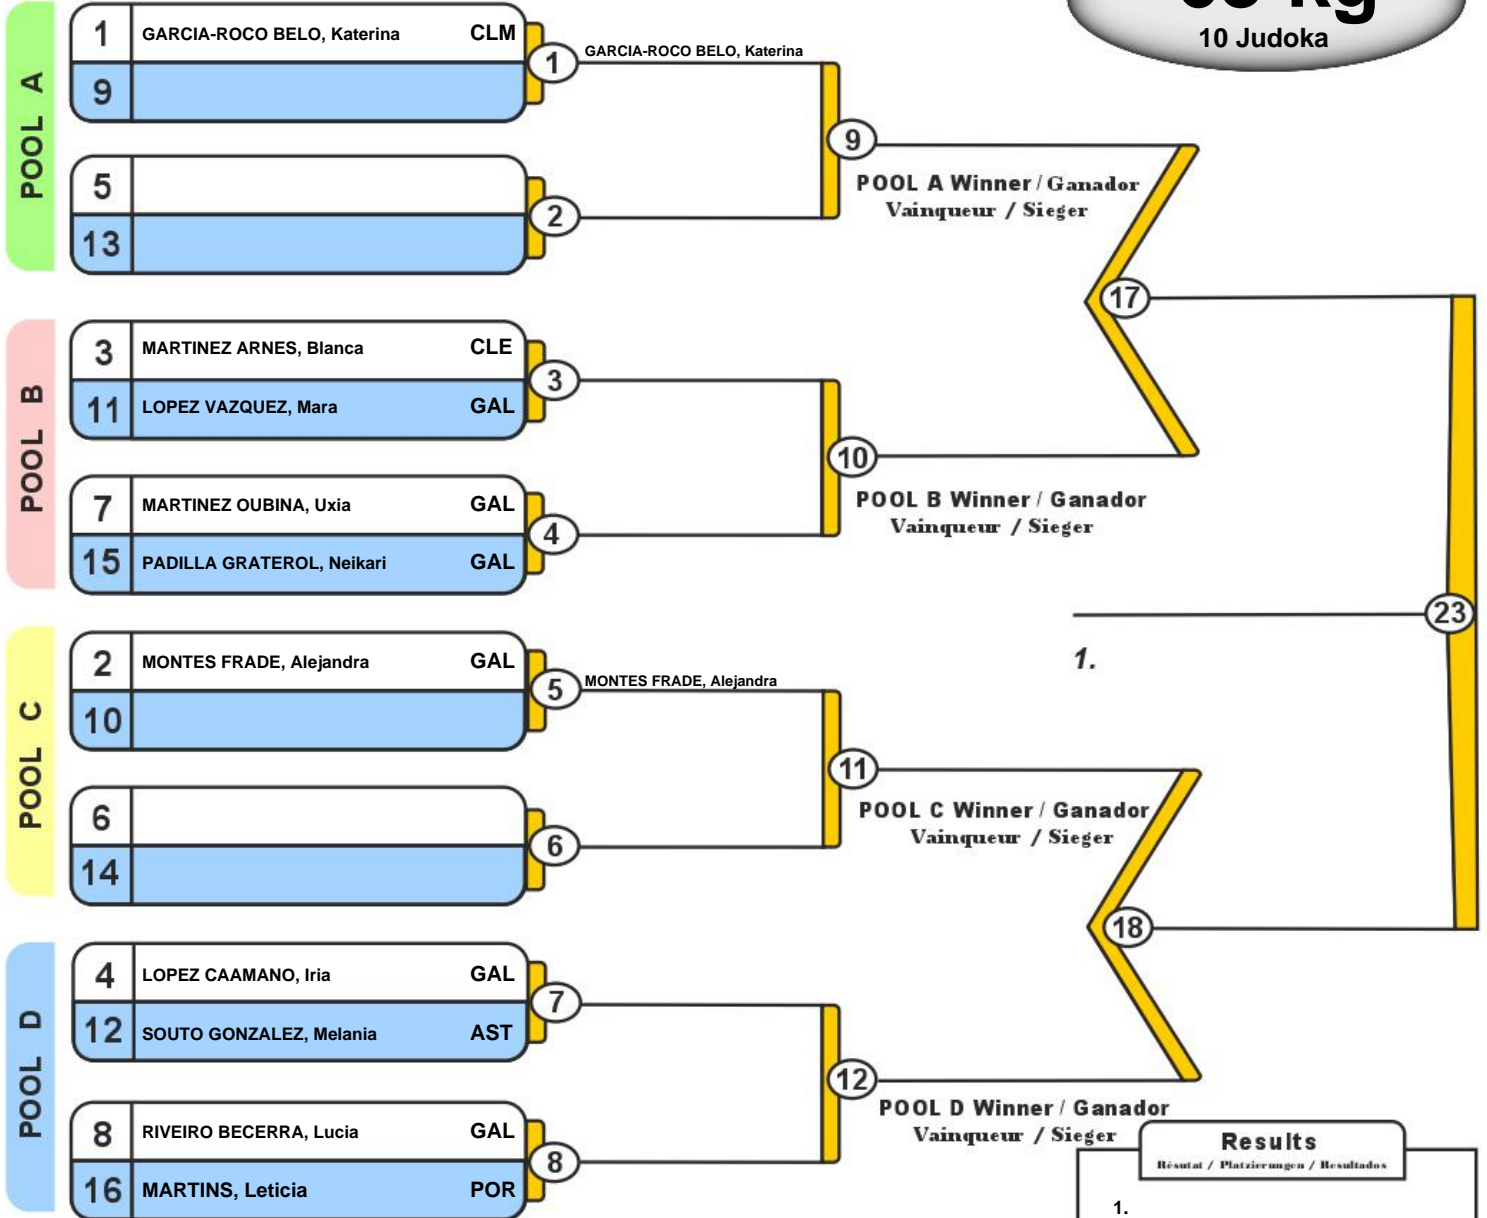 10 Judoka
POOL A
1 GARCIA-ROCO BELO, Katerina CLM
9
1
GARCIA-ROCO BELO, Katerina
5
13
2
9
POOL A Winner / Ganador
Vainqueur / Sieger
17
POOL B
3 MARTINEZ ARNES, Blanca CLE
11 LOPEZ VAZQUEZ, Mara GAL
3
7 MARTINEZ OUBINA, Uxia GAL
15 PADILLA GRATEROL, Neikari GAL
4
10
POOL B Winner / Ganador
Vainqueur / Sieger
23
1.
POOL C
2 MONTES FRADE, Alejandra GAL
10
5
MONTES FRADE, Alejandra
6
14
6
11
POOL C Winner / Ganador
Vainqueur / Sieger
18
POOL D
4 LOPEZ CAAMANO, Iria GAL
12 SOUTO GONZALEZ, Melania AST
7
8 RIVEIRO BECERRA, Lucia GAL
16 MARTINS, Leticia POR
8
12
POOL D Winner / Ganador
Vainqueur / Sieger
Results
Résutat / Platzierungen / Resultados
1.